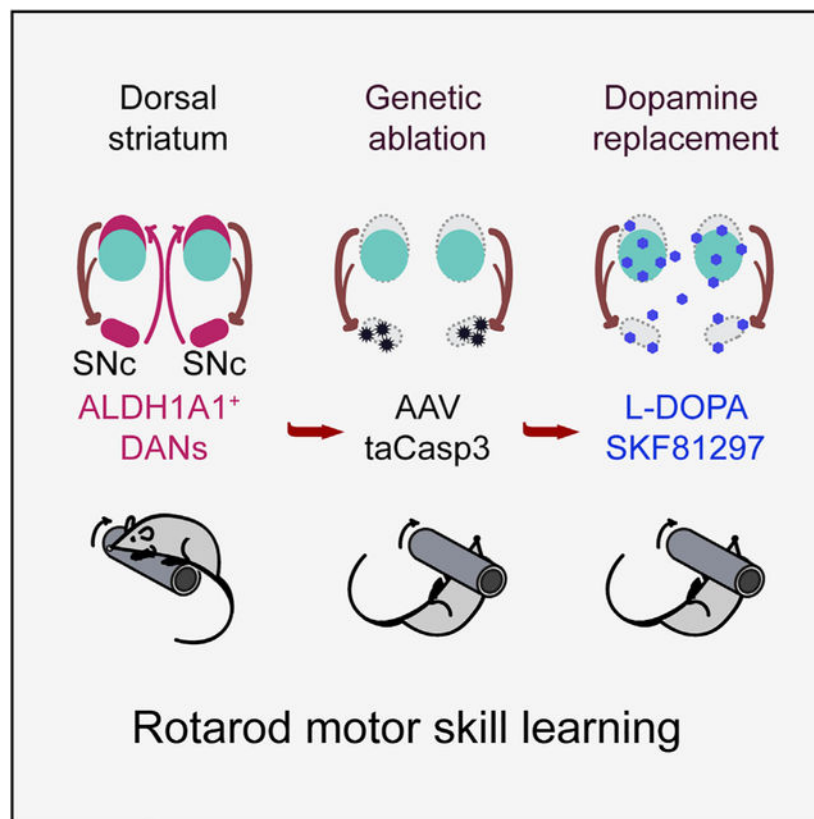 Dorsal
striatum
Genetic
ablation
Dopamine
replacement
SNc
SNc
ALDH1A1⁺
DANs
AAV
taCasp3
L-DOPA
SKF81297
Rotarod motor skill learning